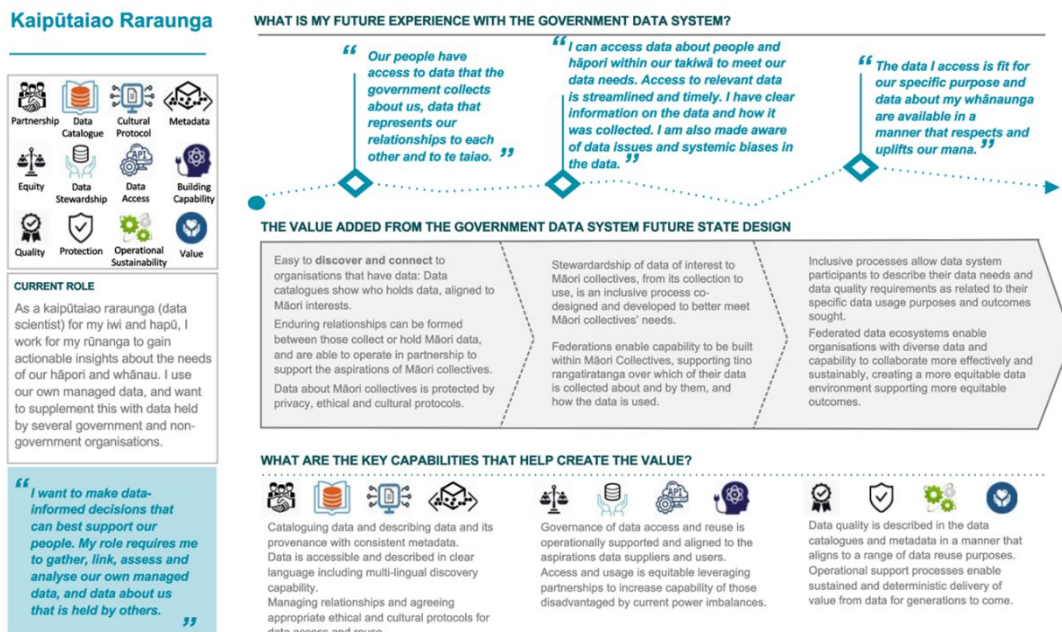 Kaipūtaiao Raraunga
Partnership
Data
Catalogue
Cultural
Protocol
Metadata
Equity
Data
Stewardship
API
Data
Access
Building
Capability
Quality
Protection
Operational
Sustainability
Value
CURRENT ROLE
As a kaipūtaiao raraunga (data
scientist) for my iwi and hapū, I
work for my rūnanga to gain
actionable insights about the needs
of our hāpori and whānau. I use
our own managed data, and want
to supplement this with data held
by several government and non-
government organisations.
“I want to make data-
informed decisions that
can best support our
people. My role requires me
to gather, link, assess and
analyse our own managed
data, and data about us
that is held by others.
”
WHAT IS MY FUTURE EXPERIENCE WITH THE GOVERNMENT DATA SYSTEM?
“Our people have
access to data that the
government collects
about us, data that
represents our
relationships to each
other and to te taiao. ”
“I can access data about people and
hāpori within our takiwā to meet our
data needs. Access to relevant data
is streamlined and timely. I have clear
information on the data and how it
was collected. I am also made aware
of data issues and systemic biases in
the data. ”
“The data I access is fit for
our specific purpose and
data about my whānaunga
are available in a
manner that respects and
uplifts our mana. ”
THE VALUE ADDED FROM THE GOVERNMENT DATA SYSTEM FUTURE STATE DESIGN
Easy to discover and connect to
organisations that have data: Data
catalogues show who holds data, aligned to
Māori interests.
Enduring relationships can be formed
between those collect or hold Māori data,
and are able to operate in partnership to
support the aspirations of Māori collectives.
Data about Māori collectives is protected by
privacy, ethical and cultural protocols.
Stewardardship of data of interest to
Māori collectives, from its collection to
use, is an inclusive process co-
designed and developed to better meet
Māori collectives' needs.
Federations enable capability to be built
within Māori Collectives, supporting tino
rangatiratanga over which of their data
is collected about and by them, and
how the data is used.
Inclusive processes allow data system
participants to describe their data needs and
data quality requirements as related to their
specific data usage purposes and outcomes
sought.
Federated data ecosystems enable
organisations with diverse data and
capability to collaborate more effectively and
sustainably, creating a more equitable data
environment supporting more equitable
outcomes.
WHAT ARE THE KEY CAPABILITIES THAT HELP CREATE THE VALUE?
API
Cataloguing data and describing data and its
provenance with consistent metadata.
Data is accessible and described in clear
language including multi-lingual discovery
capability.
Managing relationships and agreeing
appropriate ethical and cultural protocols for
data access and reuse
Governance of data access and reuse is
operationally supported and aligned to the
aspirations data suppliers and users.
Access and usage is equitable leveraging
partnerships to increase capability of those
disadvantaged by current power imbalances.
Data quality is described in the data
catalogues and metadata in a manner that
aligns to a range of data reuse purposes.
Operational support processes enable
sustained and deterministic delivery of
value from data for generations to come.